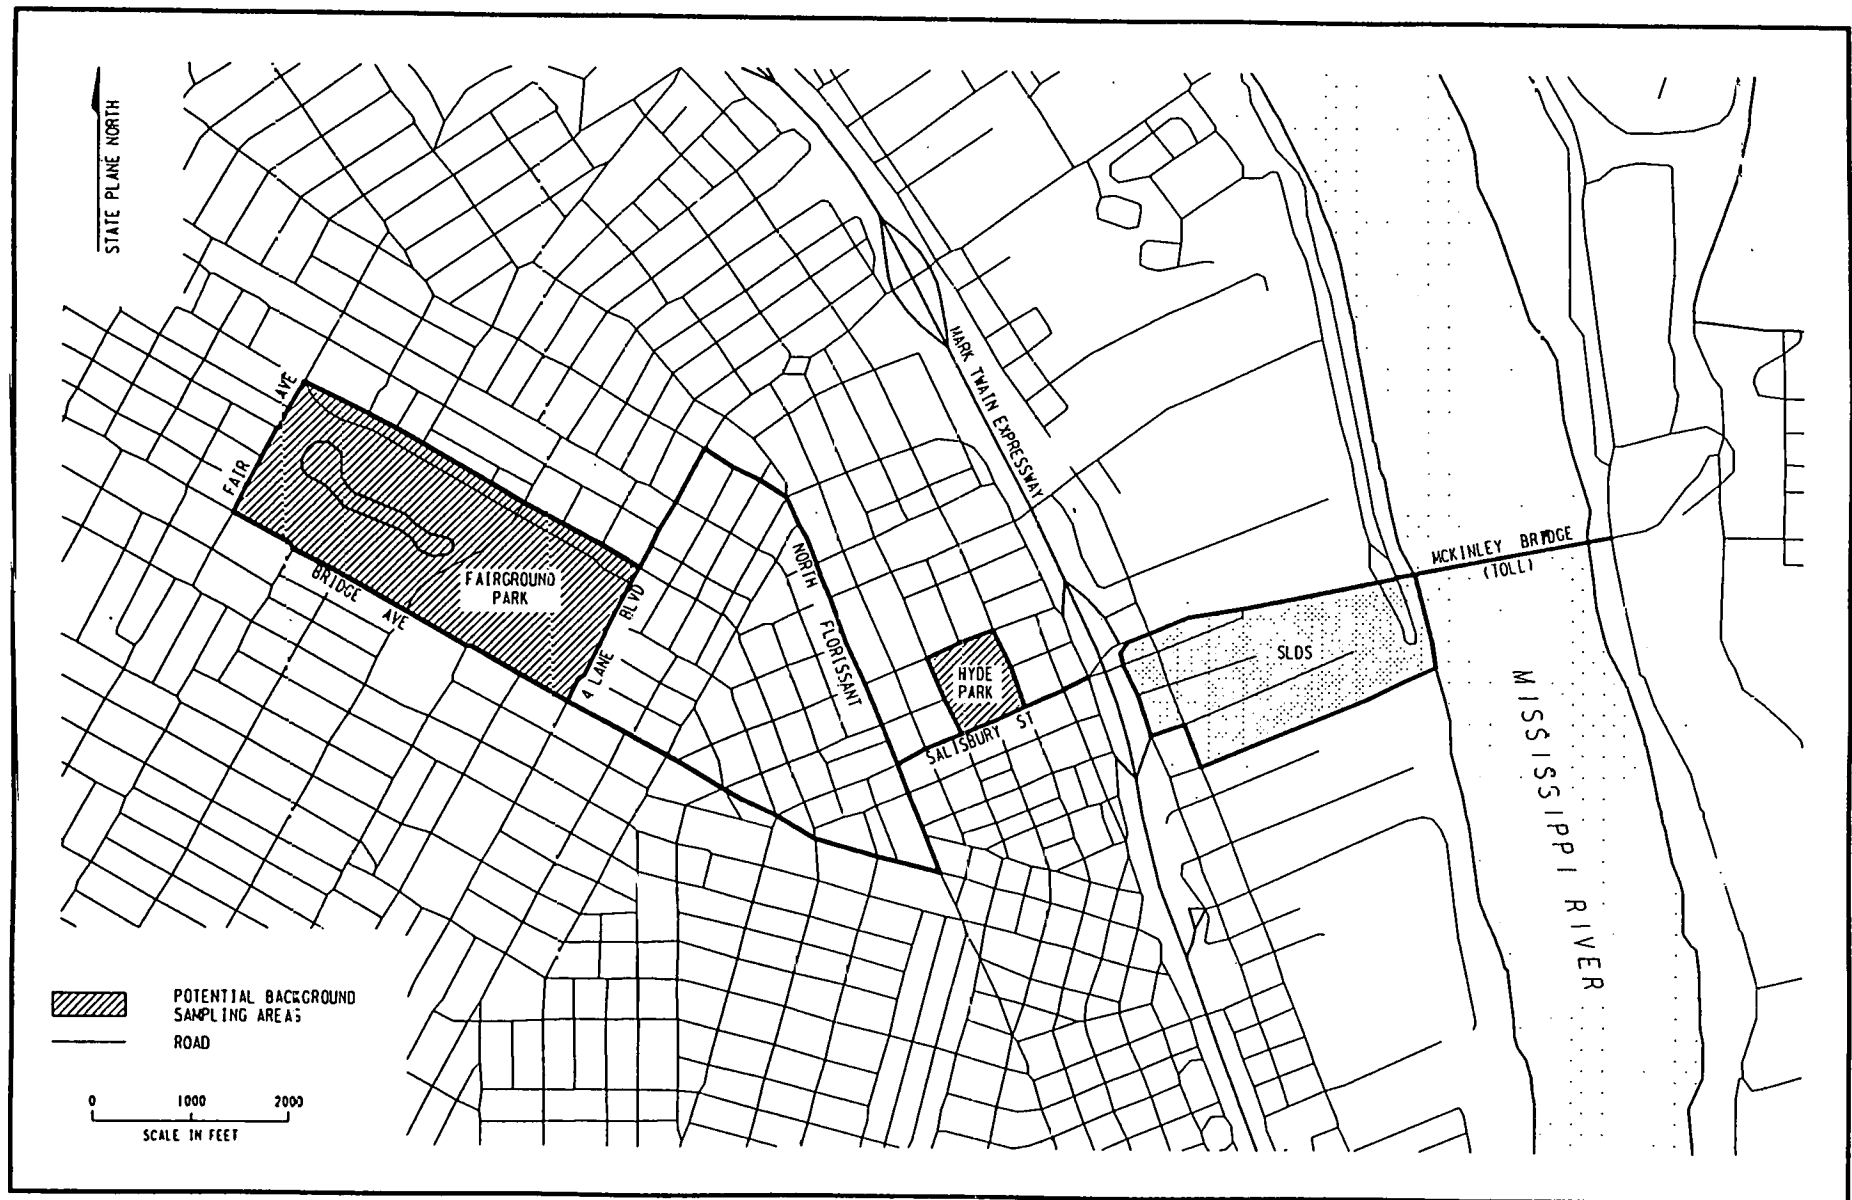 STATE PLANE NORTH
MARK TWAIN EXPRESSWAY
FAIR AVE
BRIDGE AVE
FAIRGROUND
PARK
4 LANE BLVD
NORTH FLORISSANT
HYDE
PARK
SALISBURY ST
SLDS
MCKINLEY BRIDGE
(TOLL)
MISSISSIPPI RIVER
POTENTIAL BACKGROUND
SAMPLING AREAS
ROAD
0 1000 2000
SCALE IN FEET